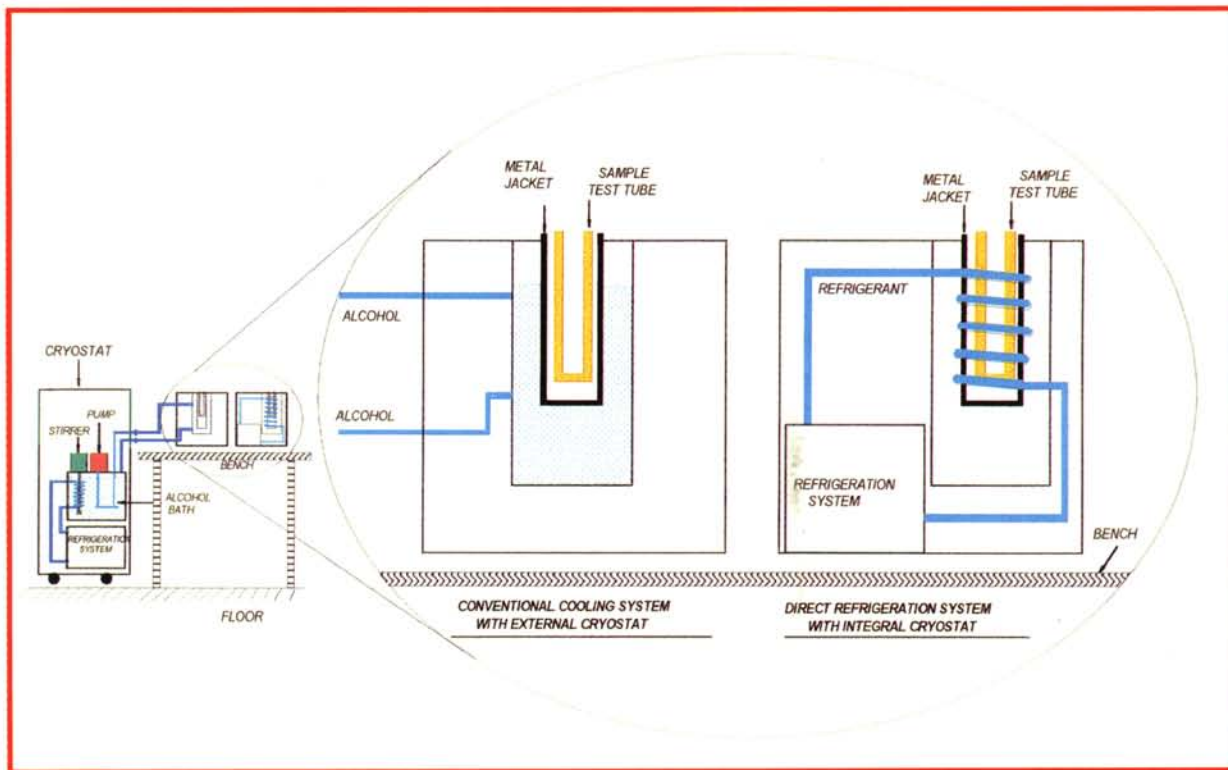 CRYOSTAT
PUMP
STIRRER
ALCOHOL
BATH
REFRIGERATION
SYSTEM
BENCH
FLOOR
METAL
JACKET
SAMPLE
TEST TUBE
ALCOHOL
ALCOHOL
CONVENTIONAL COOLING SYSTEM
WITH EXTERNAL CRYOSTAT
METAL
JACKET
SAMPLE
TEST TUBE
REFRIGERANT
REFRIGERATION
SYSTEM
BENCH
DIRECT REFRIGERATION SYSTEM
WITH INTEGRAL CRYOSTAT